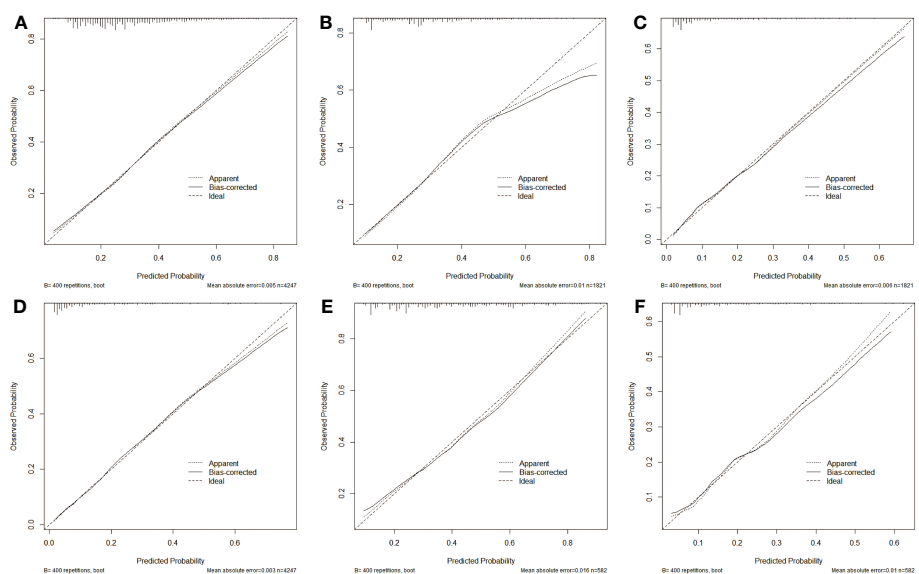 A
Observed Probability
0.2 0.4 0.6 0.8
Apparent
Bias-corrected
Ideal
0.2 0.4 0.6 0.8
Predicted Probability
B= 400 repetitions, boot
Mean absolute error=0.005 n=4247
B
Observed Probability
0.2 0.4 0.6 0.8
Apparent
Bias-corrected
Ideal
0.2 0.4 0.6 0.8
Predicted Probability
B= 400 repetitions, boot
Mean absolute error=0.01 n=1821
C
Observed Probability
0.0 0.1 0.2 0.3 0.4 0.5 0.6
Apparent
Bias-corrected
Ideal
0.0 0.1 0.2 0.3 0.4 0.5 0.6
Predicted Probability
B= 400 repetitions, boot
Mean absolute error=0.006 n=1821
D
Observed Probability
0.0 0.2 0.4 0.6
Apparent
Bias-corrected
Ideal
0.0 0.2 0.4 0.6
Predicted Probability
B= 400 repetitions, boot
Mean absolute error=0.003 n=4247
E
Observed Probability
0.2 0.4 0.6 0.8
Apparent
Bias-corrected
Ideal
0.2 0.4 0.6 0.8
Predicted Probability
B= 400 repetitions, boot
Mean absolute error=0.016 n=582
F
Observed Probability
0.1 0.2 0.3 0.4 0.5 0.6
Apparent
Bias-corrected
Ideal
0.1 0.2 0.3 0.4 0.5 0.6
Predicted Probability
B= 400 repetitions, boot
Mean absolute error=0.01 n=582